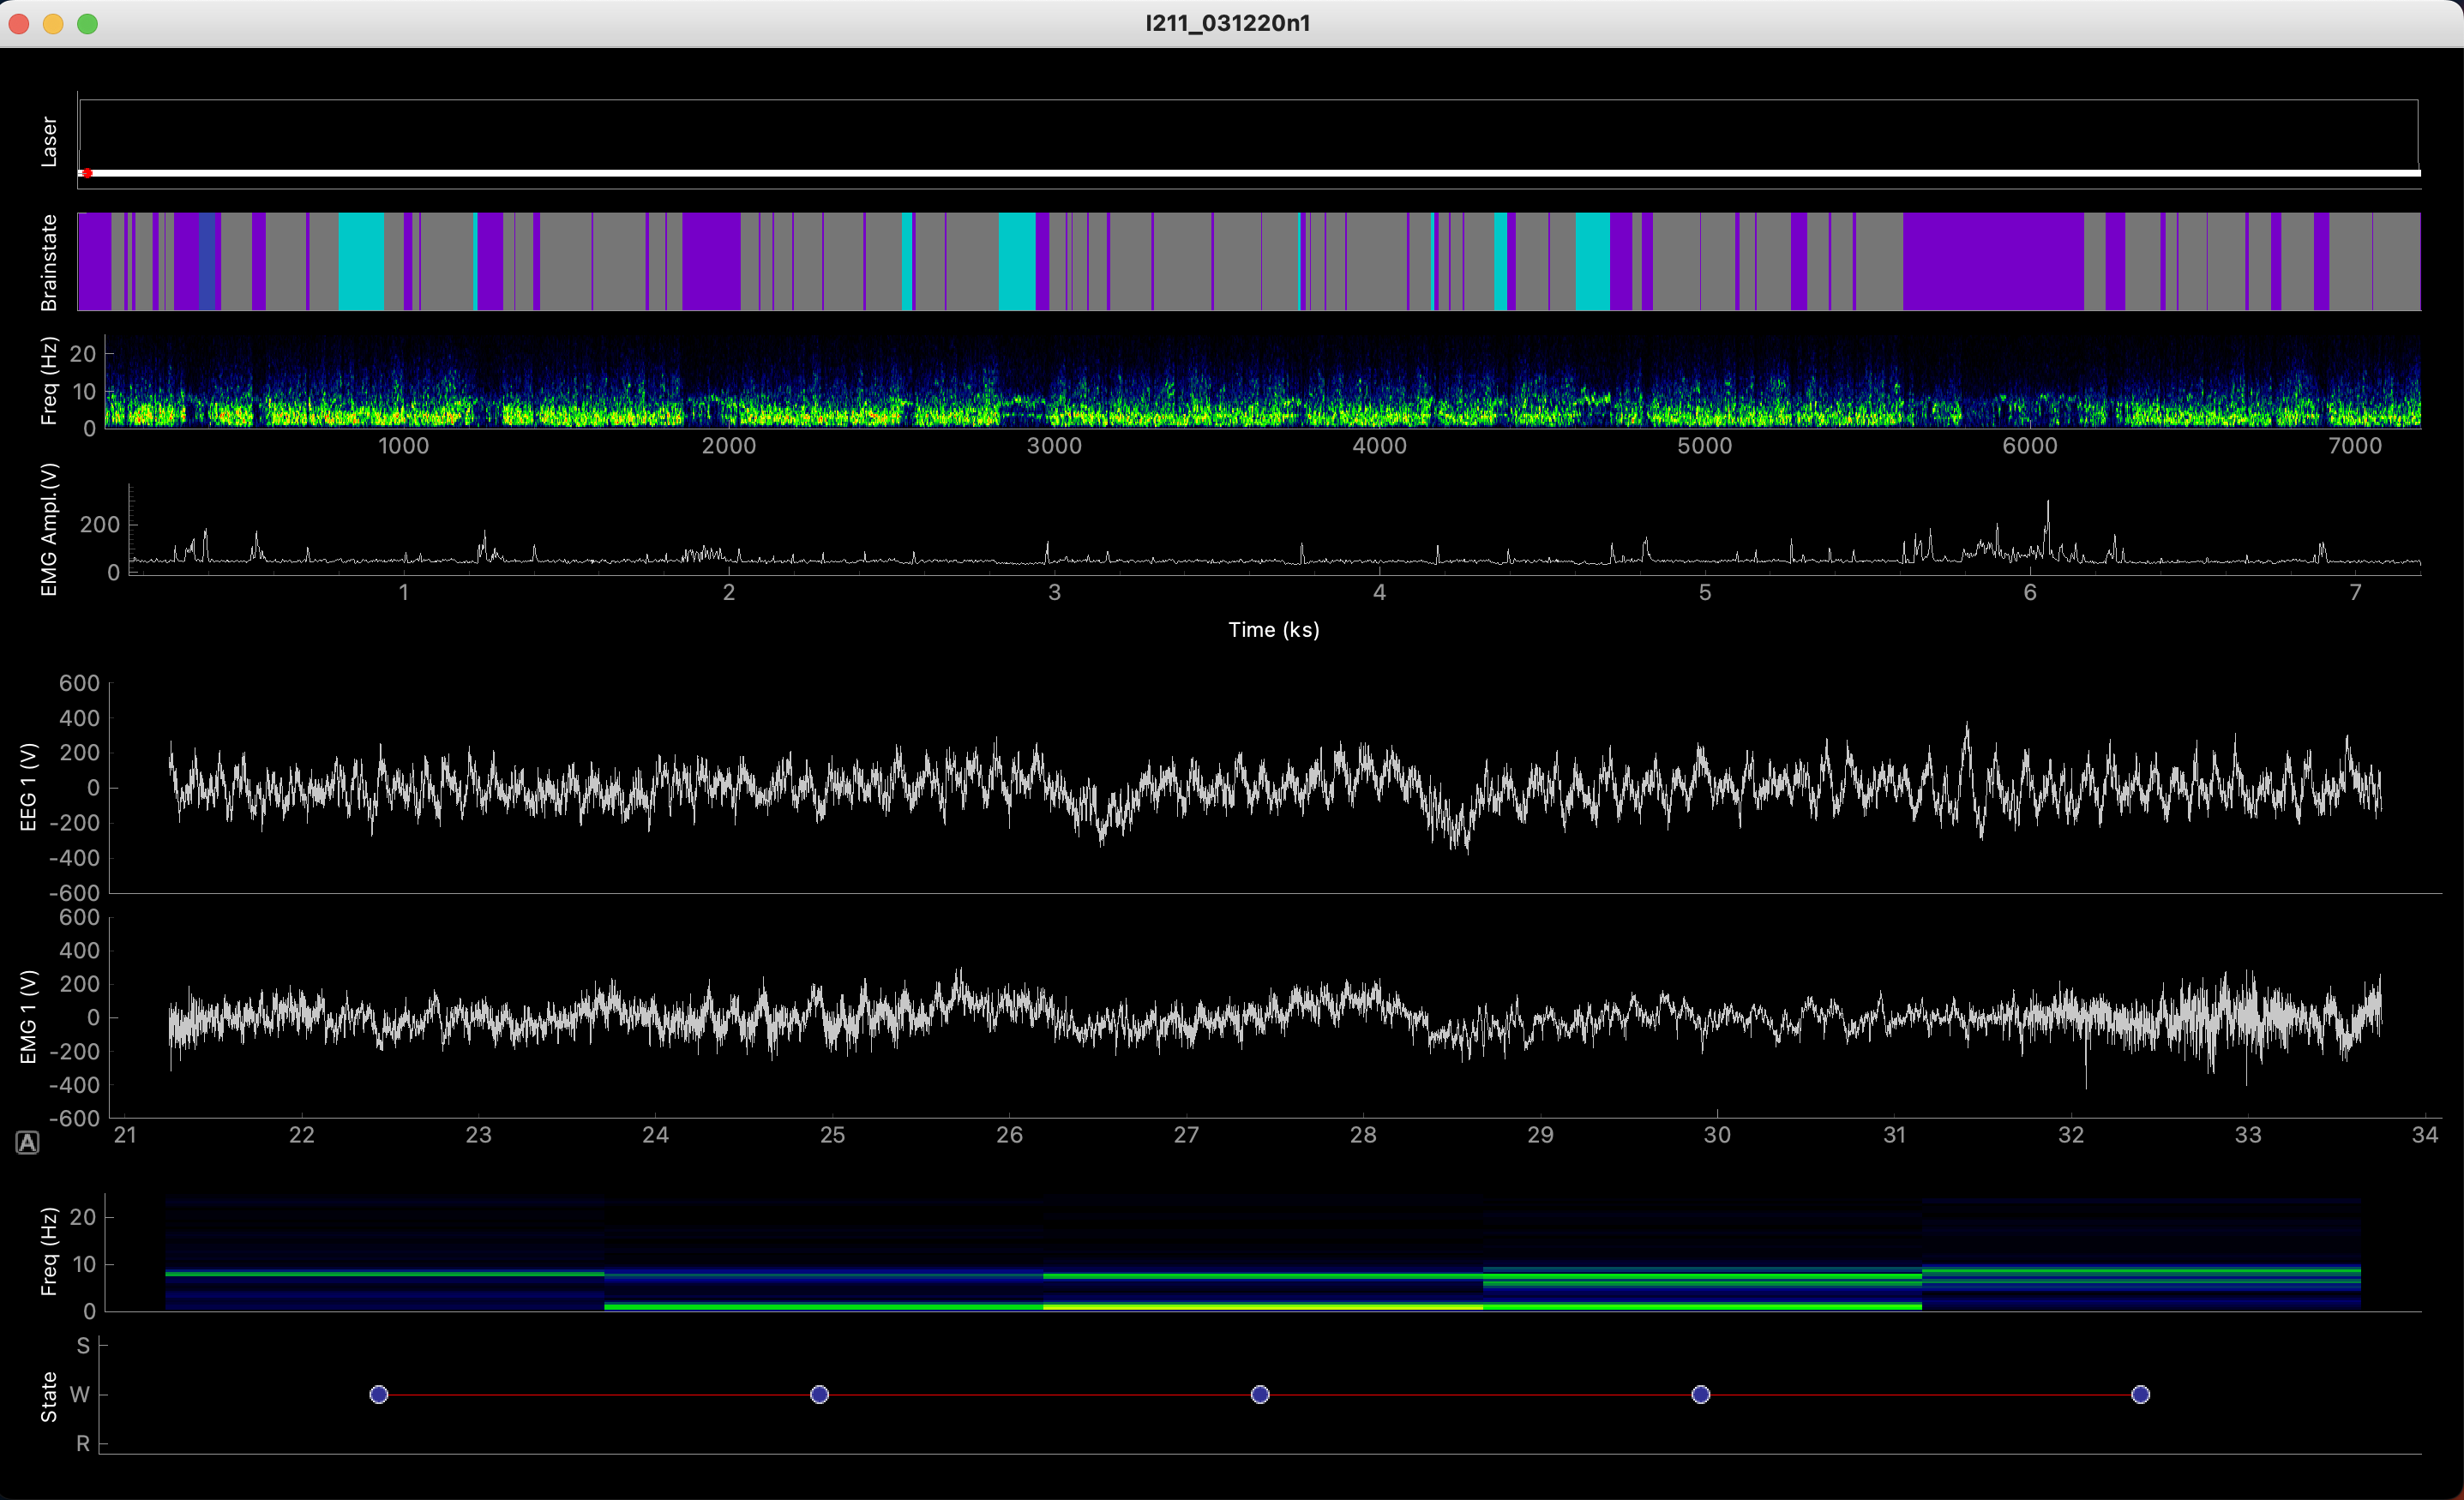 I211_031220n1
Laser
Brainstate
Freq (Hz)
20
10
0
1000 2000 3000 4000 5000 6000 7000
EMG Ampl.(V)
200
0
1 2 3 4 5 6 7
Time (ks)
EEG 1 (V)
600
400
200
0
-200
-400
-600
EMG 1 (V)
600
400
200
0
-200
-400
-600
21 22 23 24 25 26 27 28 29 30 31 32 33 34
A
Freq (Hz)
20
10
0
State
S
W
R